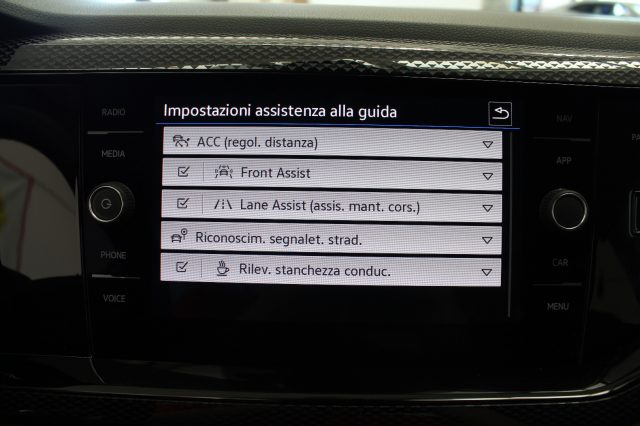 Impostazioni assistenza alla guida
RADIO
NAV
ACC (regol. distanza)
MEDIA
APP
Front Assist
Lane Assist (assis. mant. cors.)
Riconoscim. segnalet. strad.
PHONE
CAR
Rilev. stanchezza conduc.
VOICE
MENU